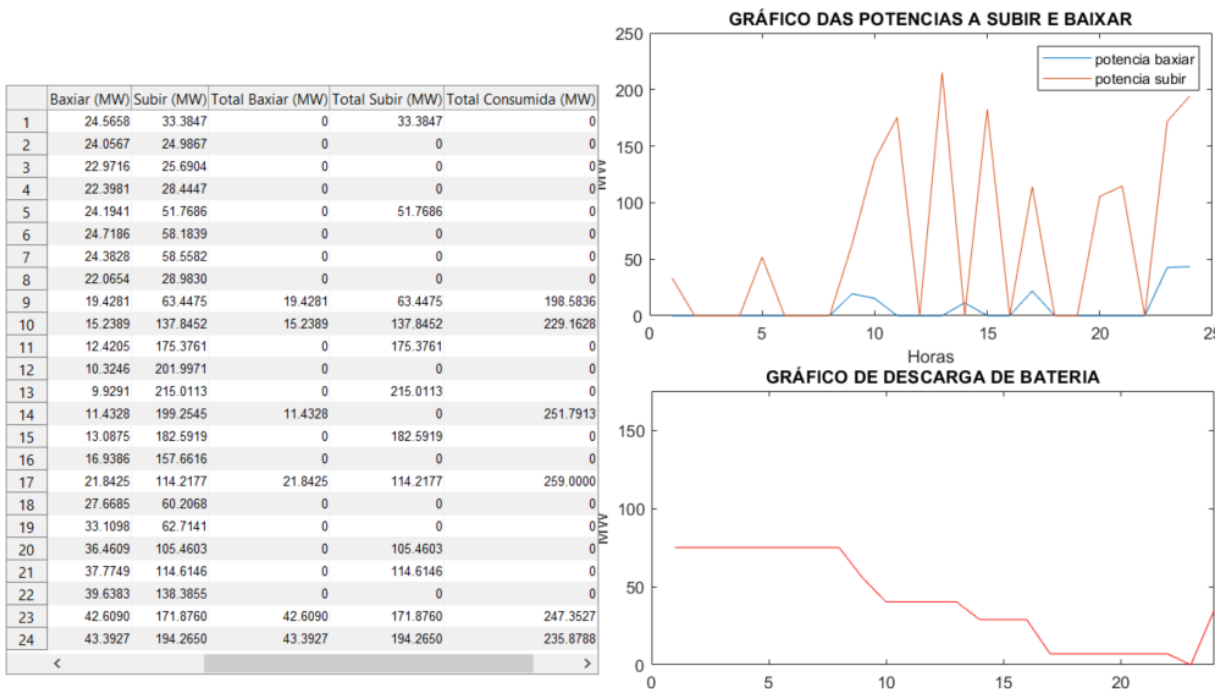 Baxiar (MW) Subir (MW) Total Baxiar (MW) Total Subir (MW) Total Consumida (MW)
1 24.5658 33.3847 0 33.3847 0
2 24.0567 24.9867 0 0 0
3 22.9716 25.6904 0 0 0
4 22.3981 28.4447 0 0 0
5 24.1941 51.7686 0 51.7686 0
6 24.7186 58.1839 0 0 0
7 24.3828 58.5582 0 0 0
8 22.0654 28.9830 0 0 0
9 19.4281 63.4475 19.4281 63.4475 198.5836
10 15.2389 137.8452 15.2389 137.8452 229.1628
11 12.4205 175.3761 0 175.3761 0
12 10.3246 201.9971 0 0 0
13 9.9291 215.0113 0 215.0113 0
14 11.4328 199.2545 11.4328 0 251.7913
15 13.0875 182.5919 0 182.5919 0
16 16.9386 157.6616 0 0 0
17 21.8425 114.2177 21.8425 114.2177 259.0000
18 27.6685 60.2068 0 0 0
19 33.1098 62.7141 0 0 0
20 36.4609 105.4603 0 105.4603 0
21 37.7749 114.6146 0 114.6146 0
22 39.6383 138.3855 0 0 0
23 42.6090 171.8760 42.6090 171.8760 247.3527
24 43.3927 194.2650 43.3927 194.2650 235.8788
GRÁFICO DAS POTENCIAS A SUBIR E BAIXAR
potencia baxiar
potencia subir
250
200
150
100
50
0
MW
0 5 10 15 20 25
Horas
GRÁFICO DE DESCARGA DE BATERIA
150
100
50
0
MW
0 5 10 15 20